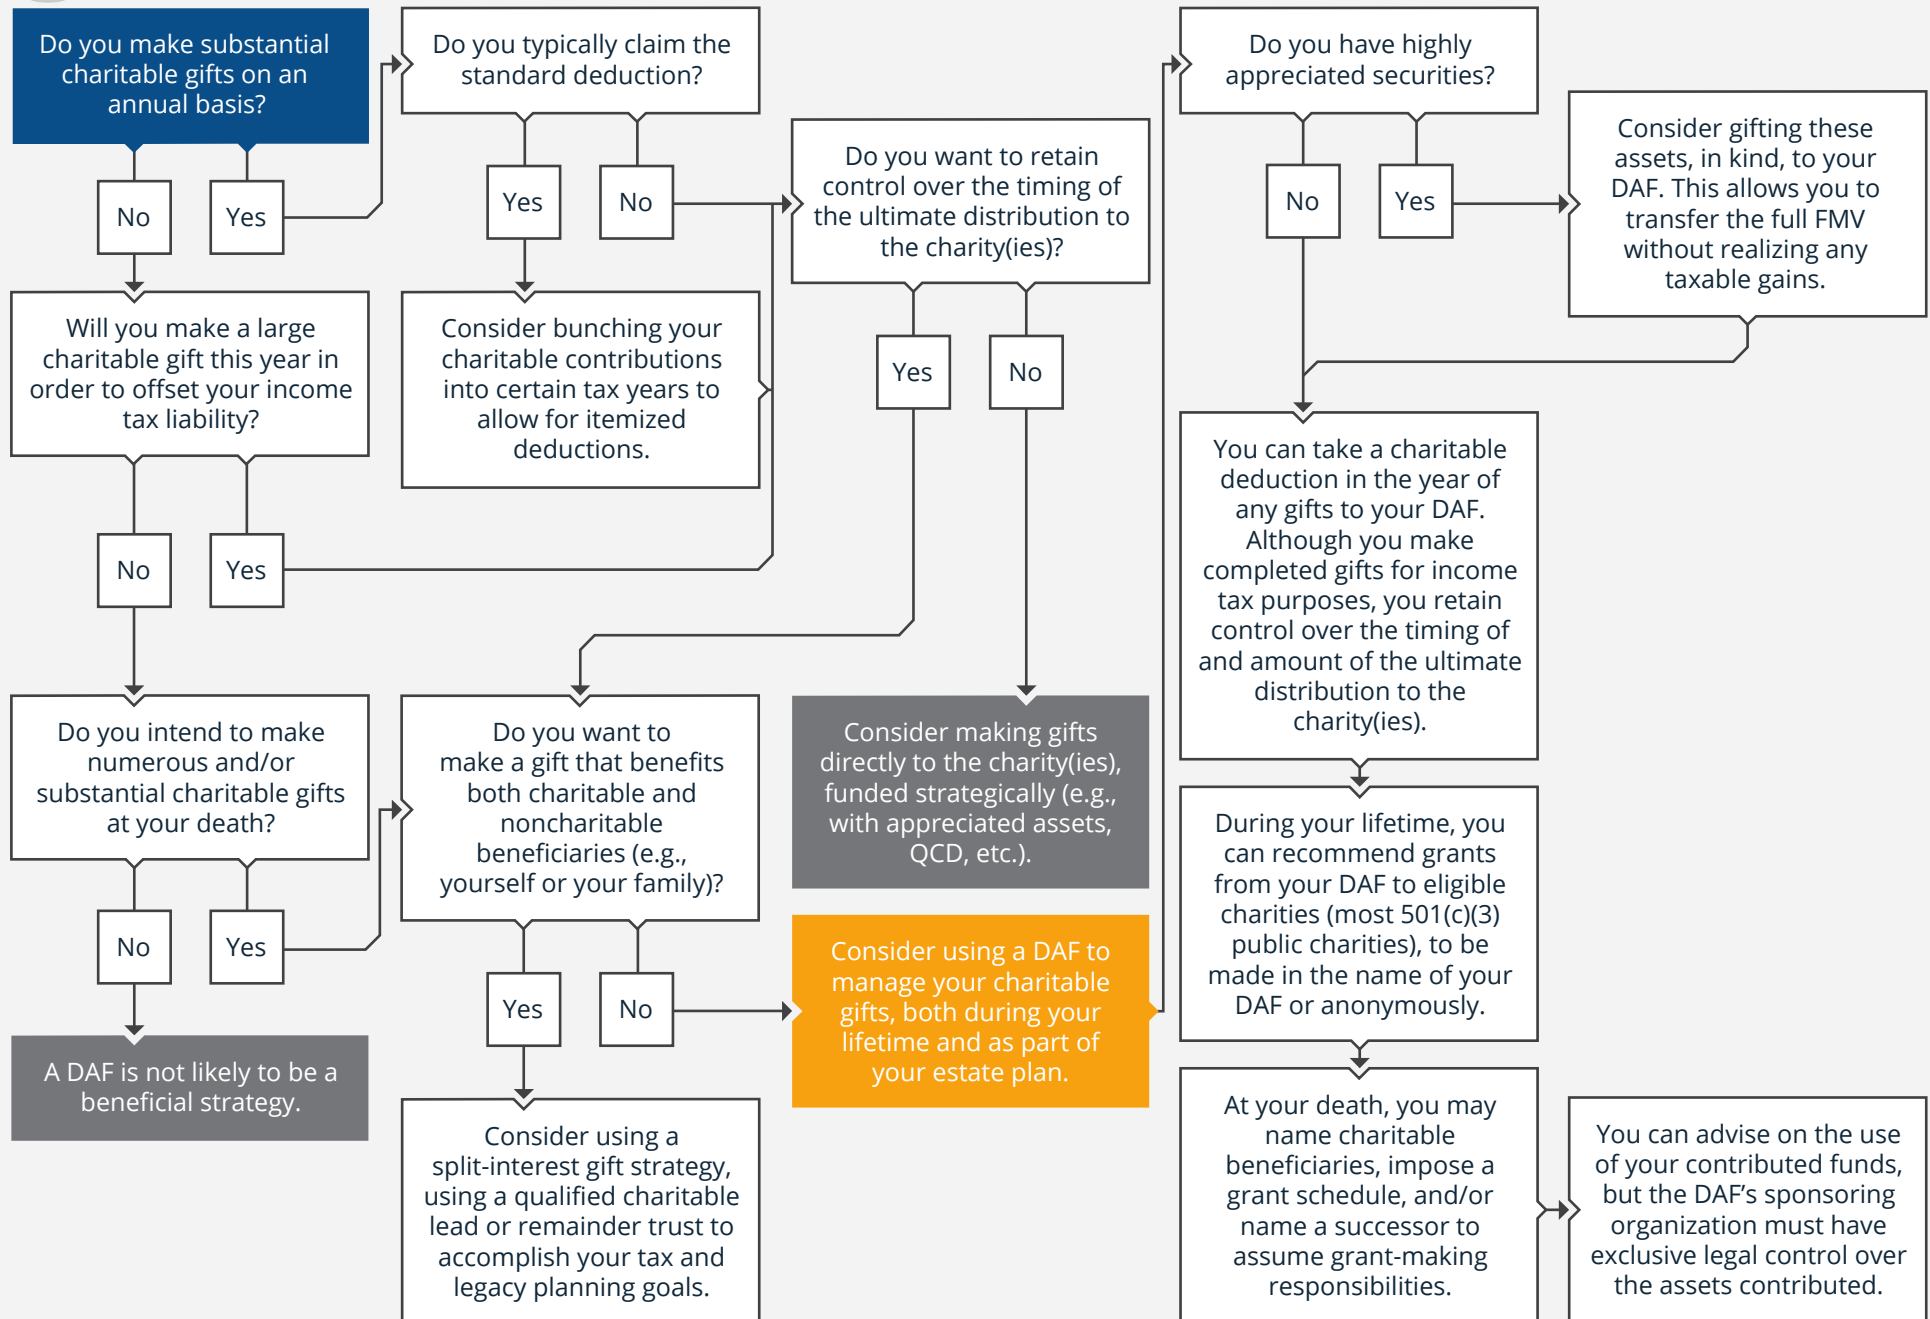 Do you make substantial
charitable gifts on an
annual basis?
No
Yes
Will you make a large
charitable gift this year in
order to offset your income
tax liability?
No
Yes
Do you intend to make
numerous and/or
substantial charitable gifts
at your death?
No
Yes
A DAF is not likely to be a
beneficial strategy.
Do you typically claim the
standard deduction?
Yes
No
Consider bunching your
charitable contributions
into certain tax years to
allow for itemized
deductions.
Do you want to
make a gift that benefits
both charitable and
noncharitable
beneficiaries (e.g.,
yourself or your family)?
Yes
No
Consider using a
split-interest gift strategy,
using a qualified charitable
lead or remainder trust to
accomplish your tax and
legacy planning goals.
Do you want to retain
control over the timing of
the ultimate distribution to
the charity(ies)?
Yes
No
Consider making gifts
directly to the charity(ies),
funded strategically (e.g.,
with appreciated assets,
QCD, etc.).
Consider using a DAF to
manage your charitable
gifts, both during your
lifetime and as part of
your estate plan.
Do you have highly
appreciated securities?
No
Yes
Consider gifting these
assets, in kind, to your
DAF. This allows you to
transfer the full FMV
without realizing any
taxable gains.
You can take a charitable
deduction in the year of
any gifts to your DAF.
Although you make
completed gifts for income
tax purposes, you retain
control over the timing of
and amount of the ultimate
distribution to the
charity(ies).
During your lifetime, you
can recommend grants
from your DAF to eligible
charities (most 501(c)(3)
public charities), to be
made in the name of your
DAF or anonymously.
At your death, you may
name charitable
beneficiaries, impose a
grant schedule, and/or
name a successor to
assume grant-making
responsibilities.
You can advise on the use
of your contributed funds,
but the DAF's sponsoring
organization must have
exclusive legal control over
the assets contributed.